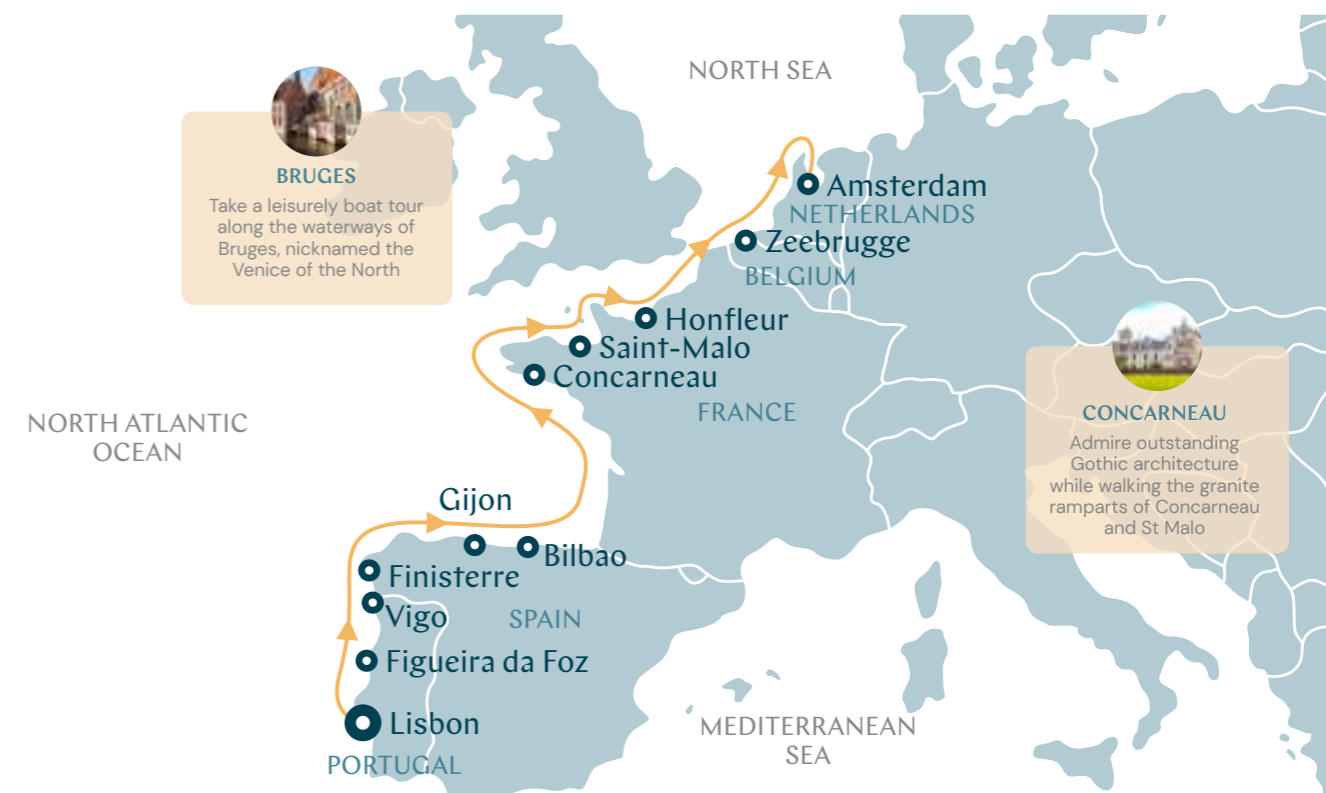 NORTH SEA
BRUGES
Take a leisurely boat tour
along the waterways of
Bruges, nicknamed the
Venice of the North
Amsterdam
NETHERLANDS
Zeebrugge
BELGIUM
Honfleur
Saint-Malo
Concarneau
FRANCE
CONCARNEAU
Admire outstanding
Gothic architecture
while walking the granite
ramparts of Concarneau
and St Malo
NORTH ATLANTIC
OCEAN
Gijon
Bilbao
Finisterre
Vigo
SPAIN
Figueira da Foz
Lisbon
PORTUGAL
MEDITERRANEAN
SEA